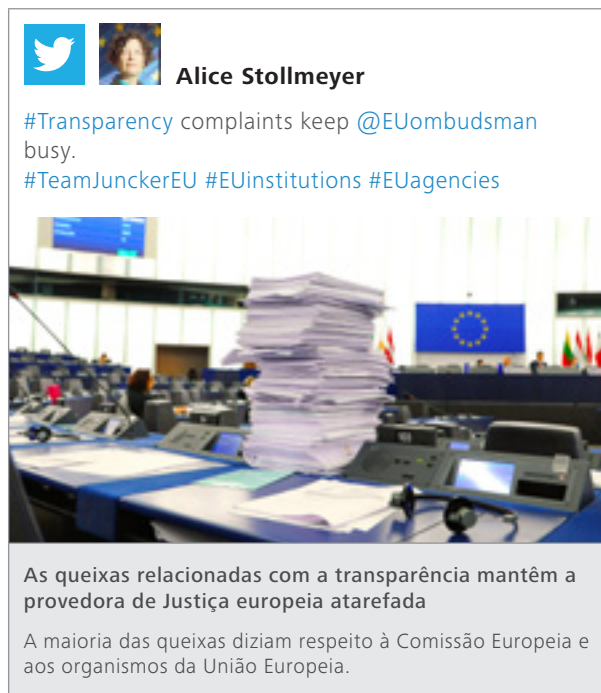 Alice Stollmeyer
#Transparency complaints keep @EUombudsman
busy.
#TeamJunckerEU #EUinstitutions #EUagencies
As queixas relacionadas com a transparência mantêm a
provedora de Justiça europeia atarefada
A maioria das queixas diziam respeito à Comissão Europeia e
aos organismos da União Europeia.